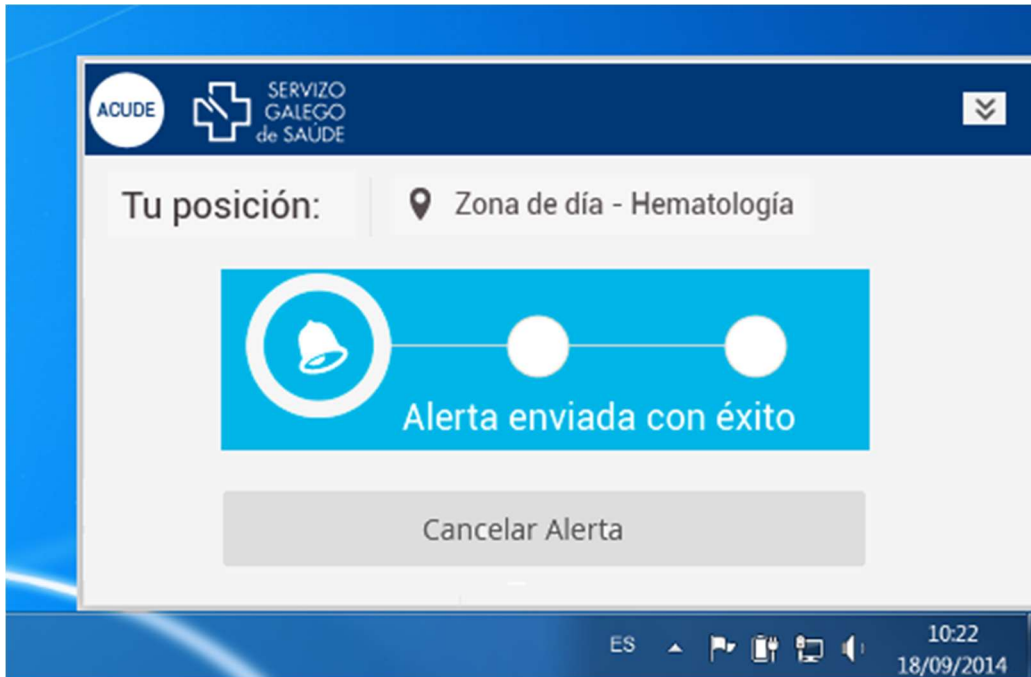 ACUDE
SERVIZO
GALEGO
de SAÚDE
Tu posición:
Zona de día - Hematología
Alerta enviada con éxito
Cancelar Alerta
ES
10:22
18/09/2014